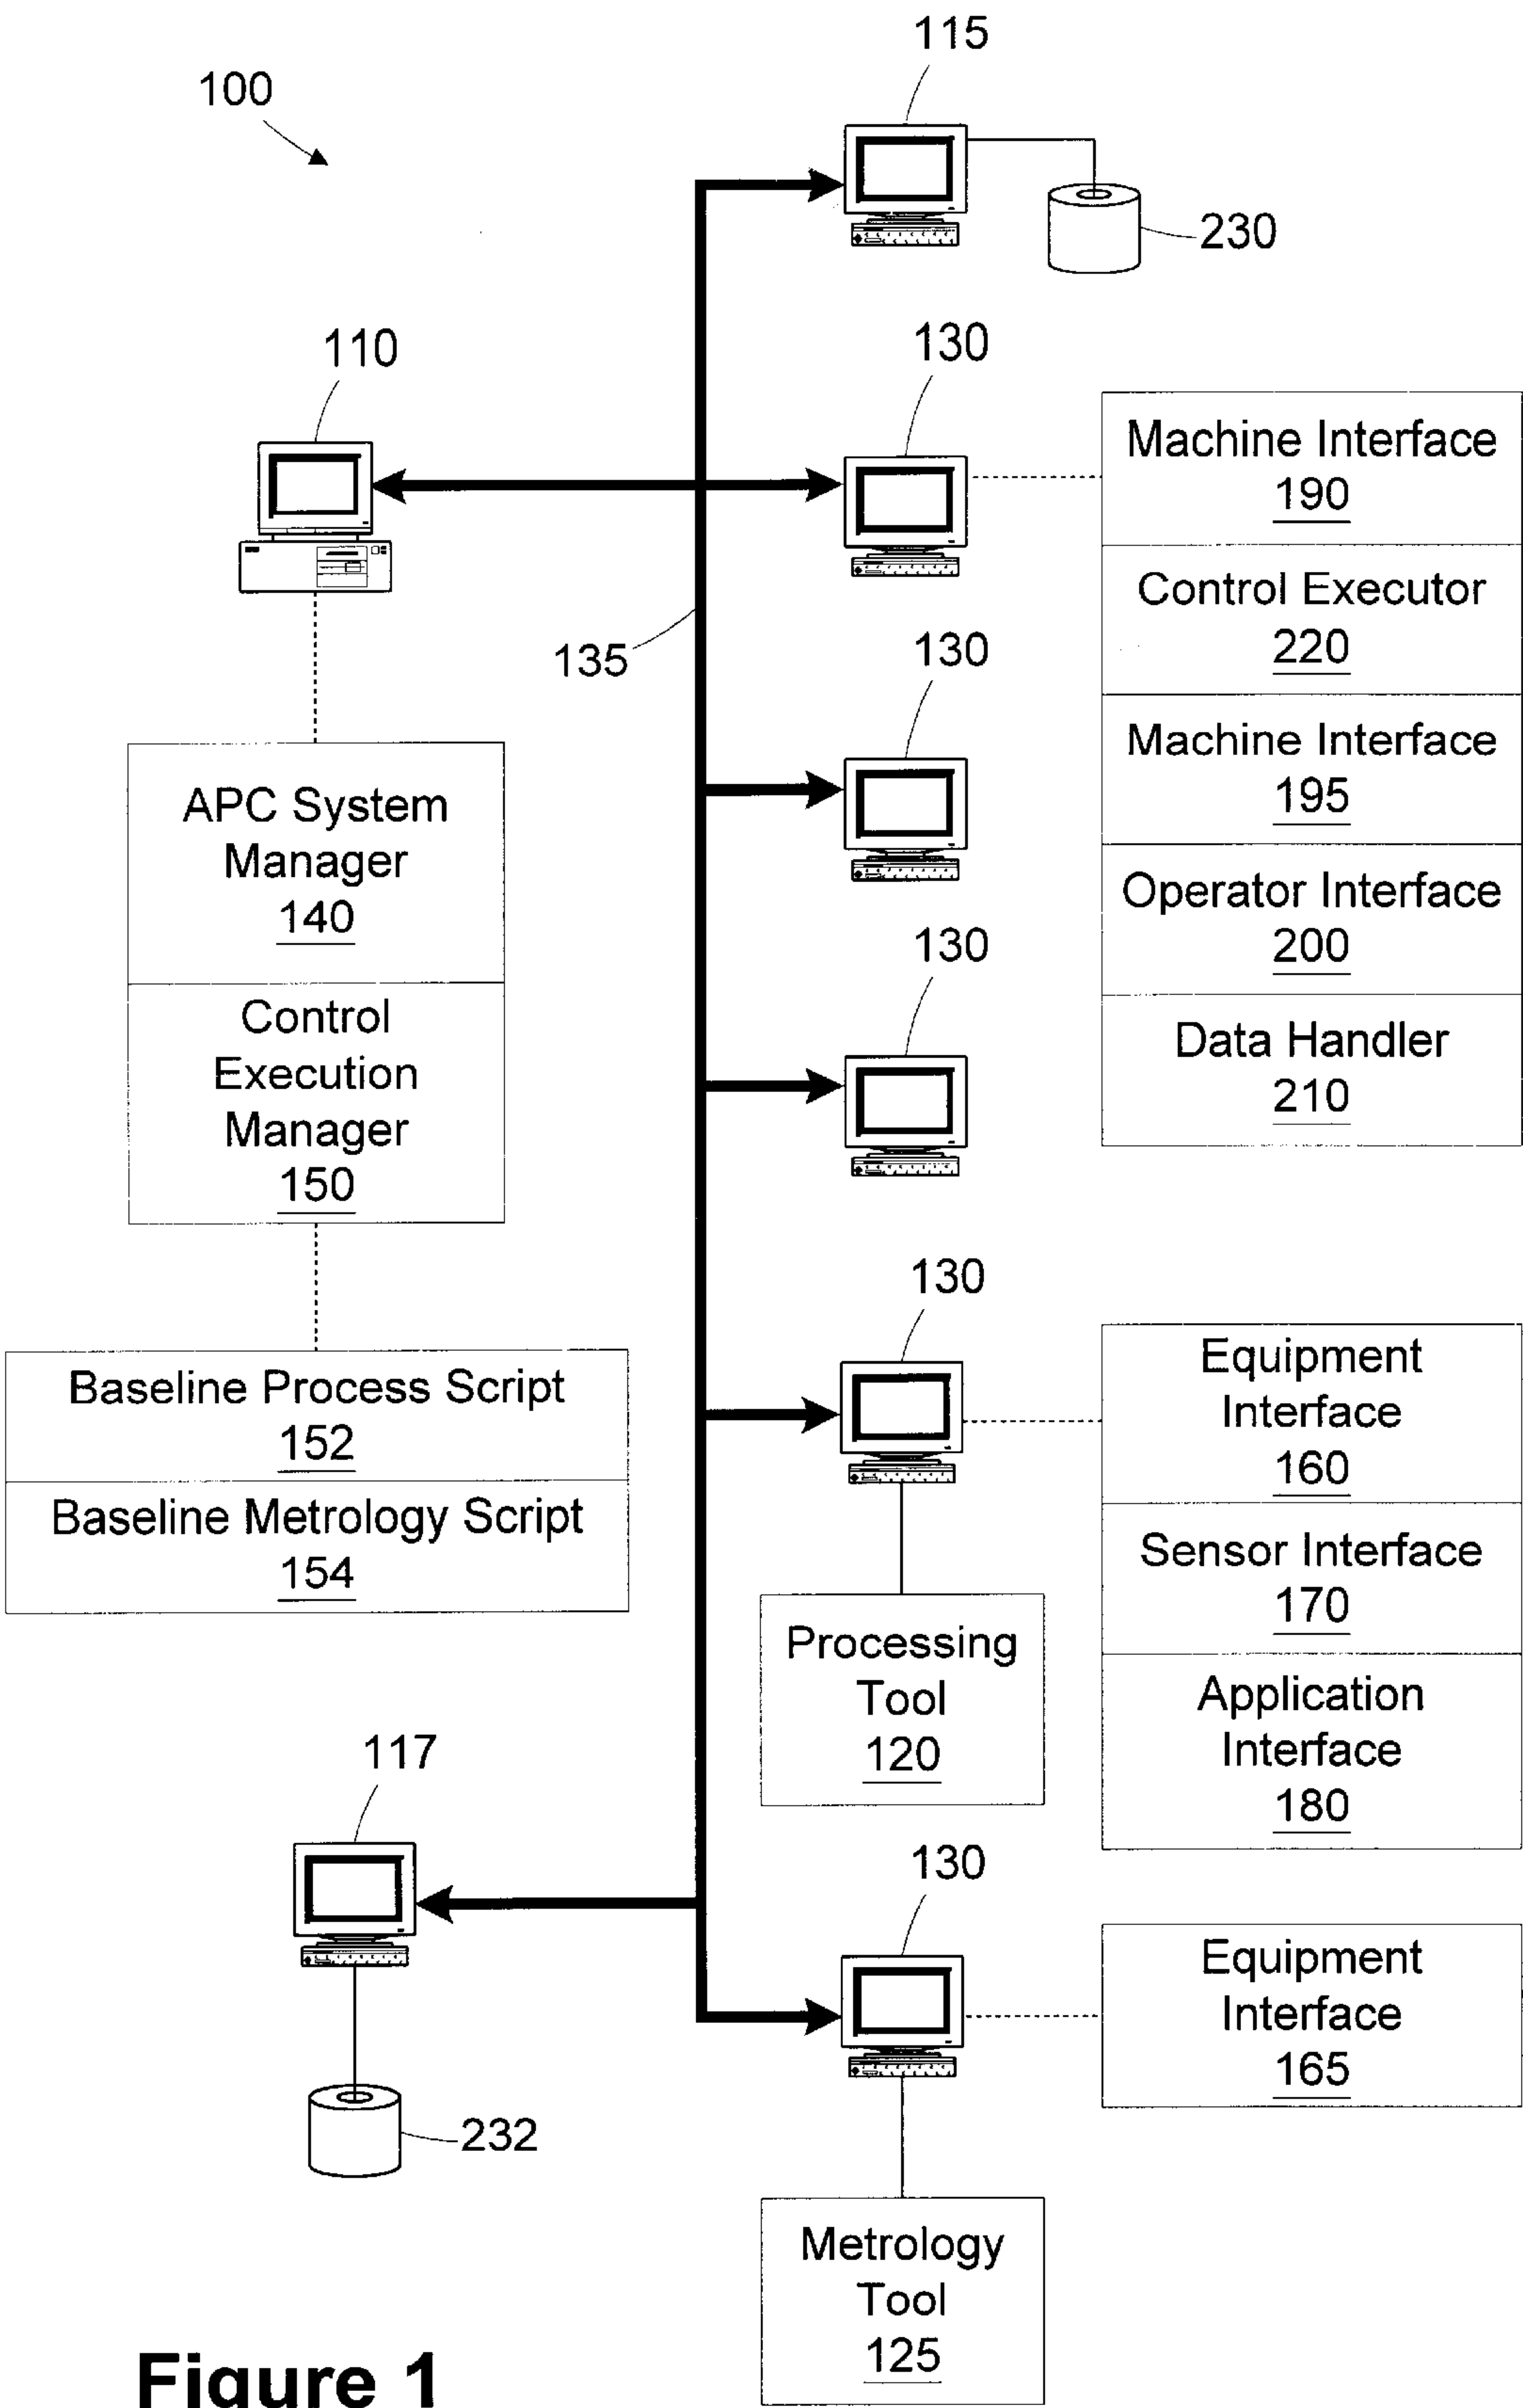 115
100
230
110
130
Machine Interface
190
Control Executor
220
135
130
Machine Interface
195
APC System
Manager
140
Operator Interface
200
130
Control
Execution
Manager
150
Data Handler
210
130
Equipment
Interface
160
Baseline Process Script
152
Baseline Metrology Script
154
Sensor Interface
170
Processing
Tool
120
Application
Interface
180
117
130
Equipment
Interface
165
232
Metrology
Tool
125
Figure 1